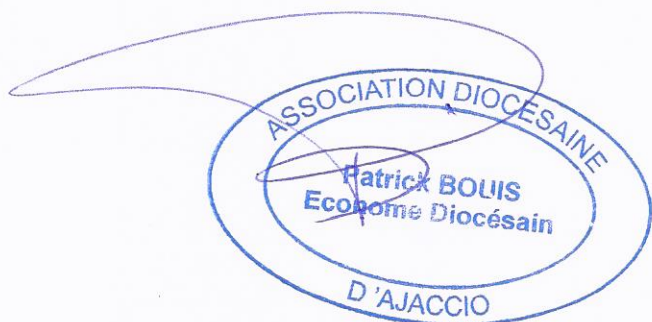 ASSOCIATION DIOCESAINE
Patrick BOUIS
Econome Diocésain
D 'AJACCIO